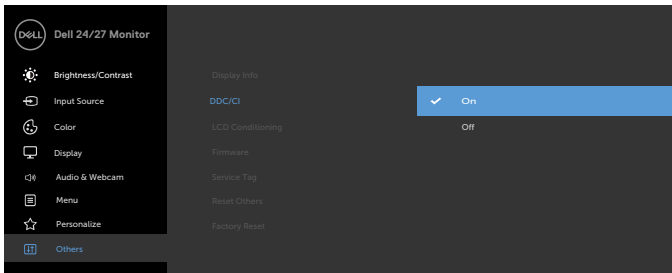 DELL Dell 24/27 Monitor
Brightness/Contrast Display Info
Input Source DDC/CI On
Color LCD Conditioning Off
Display Firmware
Audio & Webcam Service Tag
Menu Reset Others
Personalize Factory Reset
Others